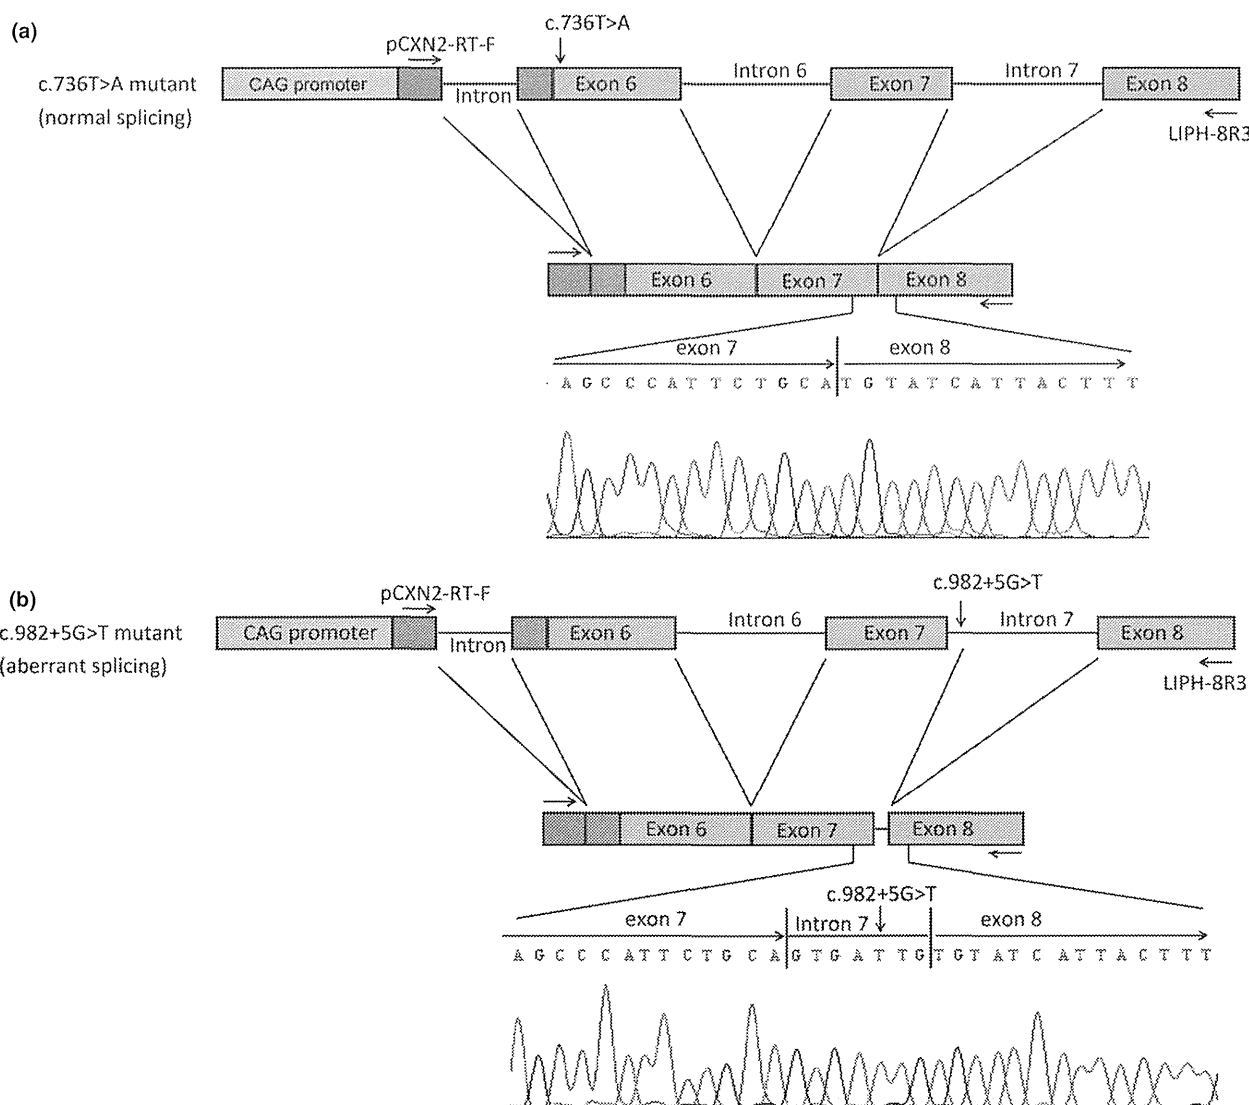 (a)
c.736T>A
pCXN2-RT-F
c.736T>A mutant
(normal splicing)
CAG promoter
Intron
Exon 6
Intron 6
Exon 7
Intron 7
Exon 8
LIPH-8R3
Exon 6
Exon 7
Exon 8
exon 7
exon 8
A G C C C A T T C T G C A T G T A T C A T T A C T T T
(b)
c.982+5G>T
pCXN2-RT-F
c.982+5G>T mutant
(aberrant splicing)
CAG promoter
Intron
Exon 6
Intron 6
Exon 7
Intron 7
Exon 8
LIPH-8R3
Exon 6
Exon 7
Exon 8
c.982+5G>T
exon 7
Intron 7
exon 8
A G C C C A T T C T G C A G T G A T T G T G T A T C A T T A C T T T